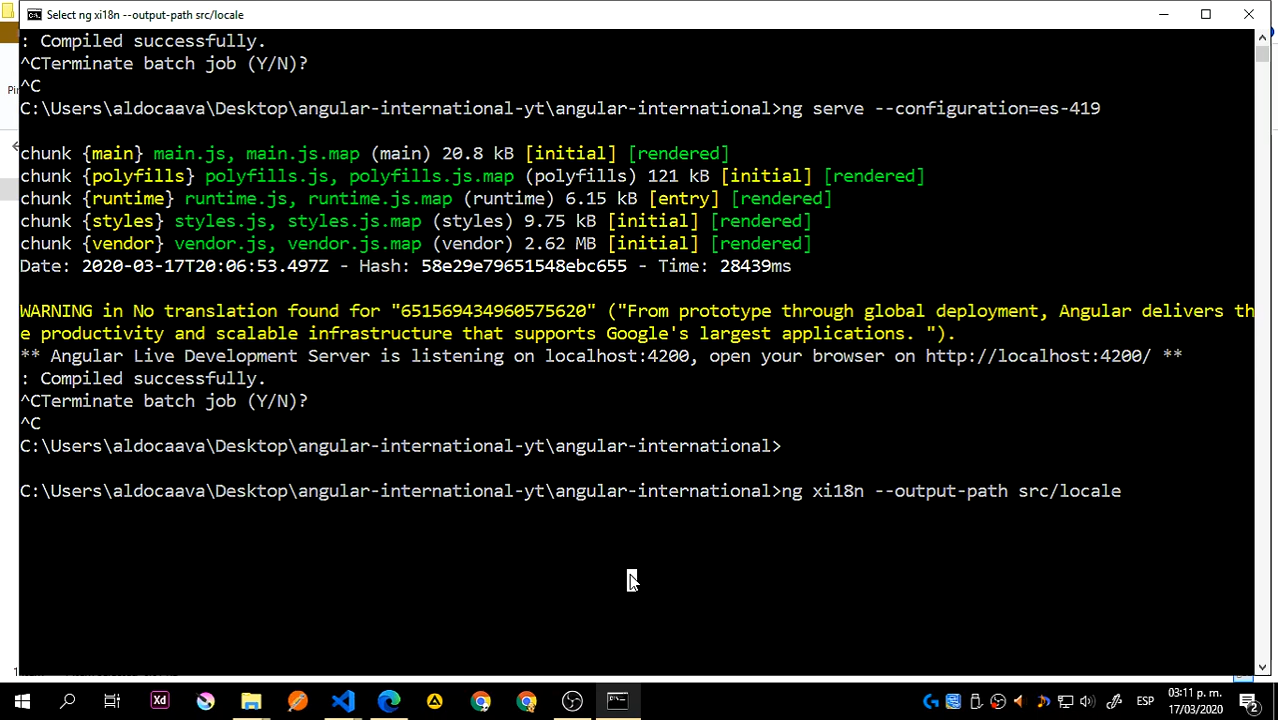 Select ng xi18n --output-path src/locale
: Compiled successfully.
^CTerminate batch job (Y/N)?
^C
C:\Users\aldocaava\Desktop\angular-international-yt\angular-international>ng serve --configuration=es-419
chunk {main} main.js, main.js.map (main) 20.8 kB [initial] [rendered]
chunk {polyfills} polyfills.js, polyfills.js.map (polyfills) 121 kB [initial] [rendered]
chunk {runtime} runtime.js, runtime.js.map (runtime) 6.15 kB [entry] [rendered]
chunk {styles} styles.js, styles.js.map (styles) 9.75 kB [initial] [rendered]
chunk {vendor} vendor.js, vendor.js.map (vendor) 2.62 MB [initial] [rendered]
Date: 2020-03-17T20:06:53.497Z - Hash: 58e29e79651548ebc655 - Time: 28439ms
WARNING in No translation found for "651569434960575620" ("From prototype through global deployment, Angular delivers th
e productivity and scalable infrastructure that supports Google's largest applications. ").
** Angular Live Development Server is listening on localhost:4200, open your browser on http://localhost:4200/ **
: Compiled successfully.
^CTerminate batch job (Y/N)?
^C
C:\Users\aldocaava\Desktop\angular-international-yt\angular-international>
C:\Users\aldocaava\Desktop\angular-international-yt\angular-international>ng xi18n --output-path src/locale
Xd
ESP
03:11 p. m.
17/03/2020
2